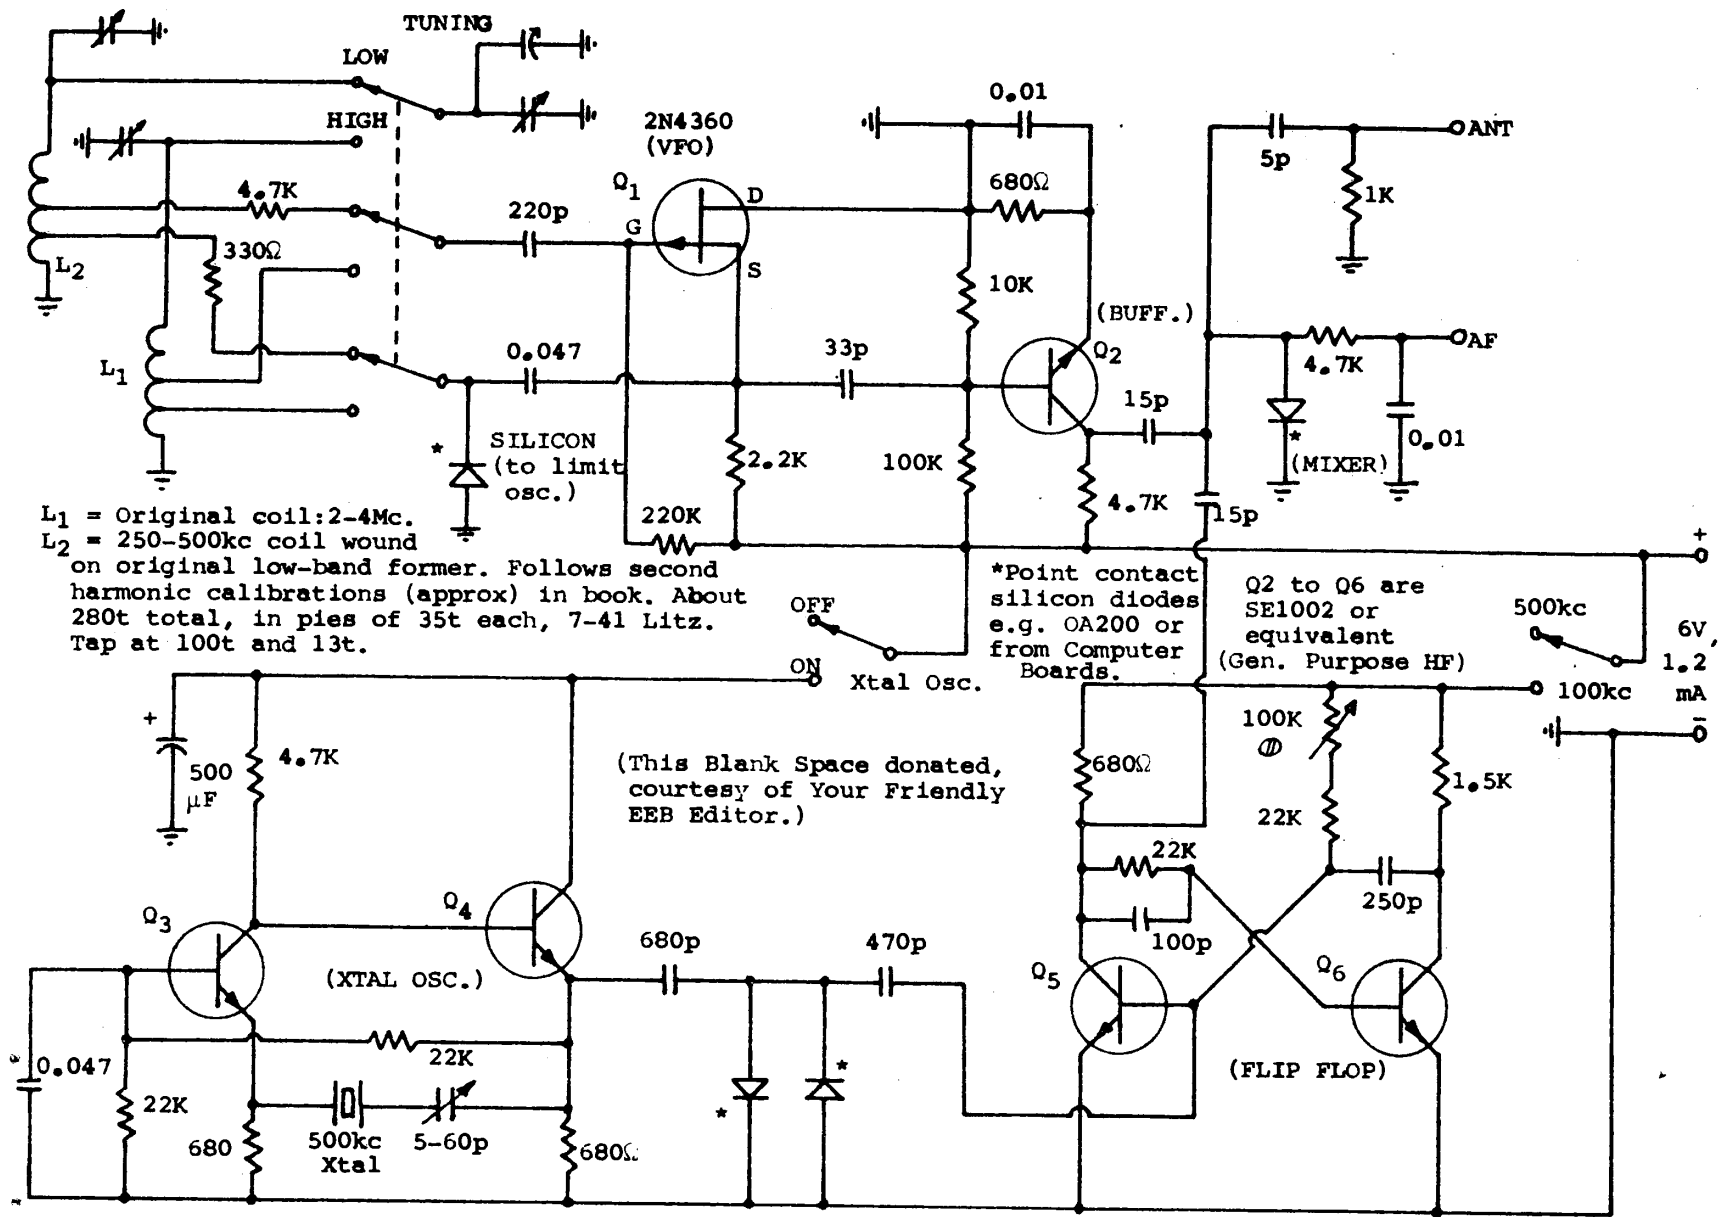 TUNING
LOW
HIGH
2N4360
(VFO)
0.01
ANT
5p
1K
4.7K
Q1
D
680Ω
220p
G
S
330Ω
L2
10K
(BUFF.)
Q2
AF
4.7K
L1
0.047
33p
15p
*
SILICON
(to limit
osc.)
2.2K
100K
4.7K
*
(MIXER)
0.01
15p
220K
L1 = Original coil:2-4Mc.
L2 = 250-500kc coil wound
on original low-band former. Follows second
harmonic calibrations (approx) in book. About
280t total, in pies of 35t each, 7-41 Litz.
Tap at 100t and 13t.
OFF
ON
Xtal Osc.
*Point contact
silicon diodes
e.g. OA200 or
from Computer
Boards.
Q2 to Q6 are
SE1002 or
equivalent
(Gen. Purpose HF)
500kc
100kc
+
6V,
1.2
mA
-
+
500
μF
4.7K
(This Blank Space donated,
courtesy of Your Friendly
EEB Editor.)
680Ω
100K
22K
1.5K
22K
100p
250p
Q3
Q4
(XTAL OSC.)
680p
470p
Q5
Q6
0.047
22K
22K
680
500kc
Xtal
5-60p
680Ω
*
*
(FLIP FLOP)